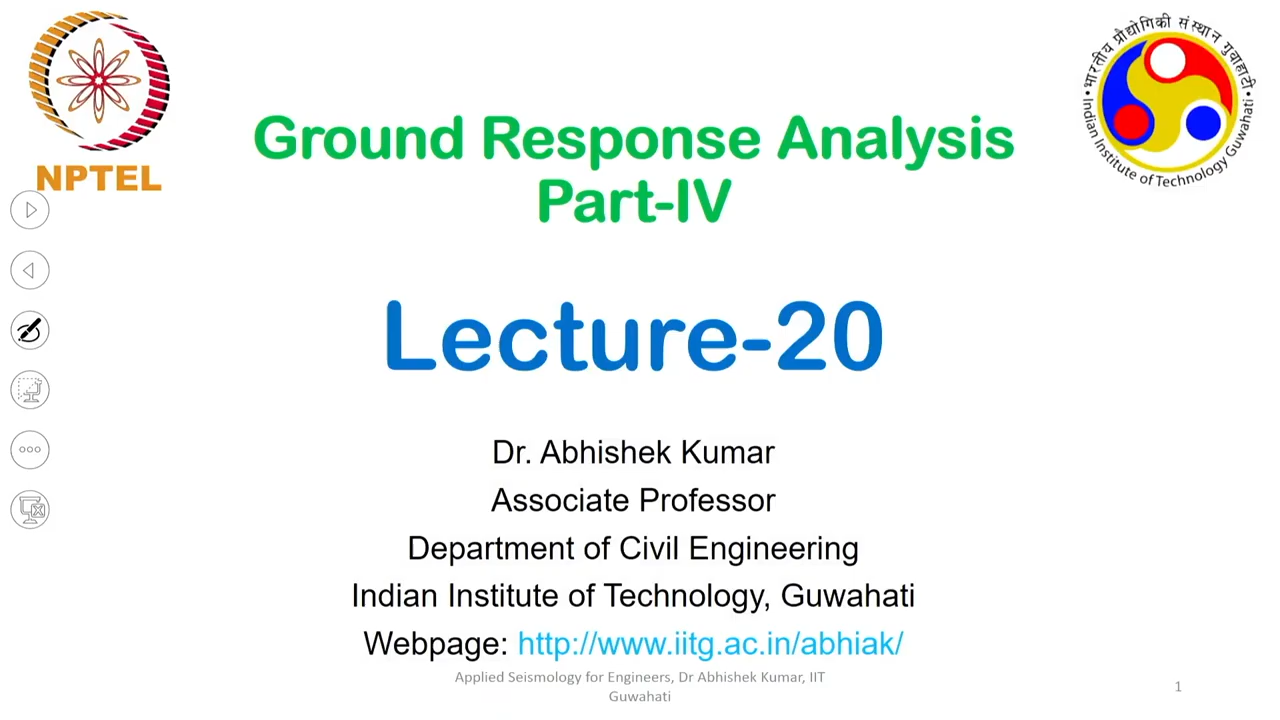 भारतीय प्रौद्योगिकी संस्थान गुवाहाटी
Indian Institute of Technology Guwahati
NPTEL
Ground Response Analysis
Part-IV
Lecture-20
Dr. Abhishek Kumar
Associate Professor
Department of Civil Engineering
Indian Institute of Technology, Guwahati
Webpage: http://www.iitg.ac.in/abhiak/
Applied Seismology for Engineers, Dr Abhishek Kumar, IIT
Guwahati
1